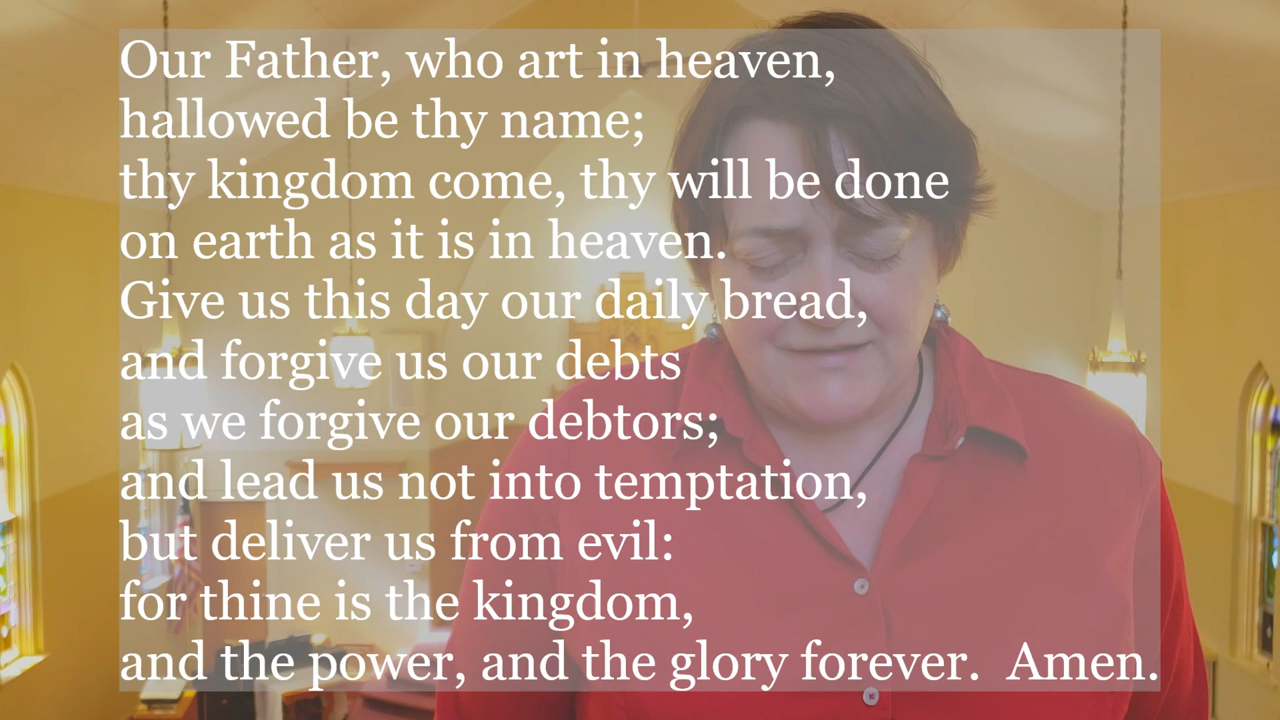 Our Father, who art in heaven,
hallowed be thy name;
thy kingdom come, thy will be done
on earth as it is in heaven.
Give us this day our daily bread,
and forgive us our debts
as we forgive our debtors;
and lead us not into temptation,
but deliver us from evil:
for thine is the kingdom,
and the power, and the glory forever.  Amen.